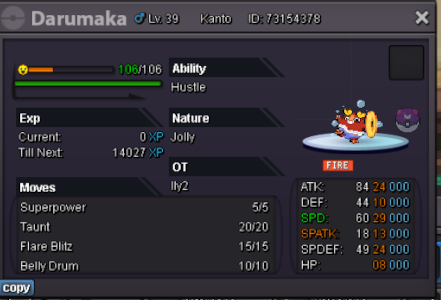 Darumaka ♂ Lv. 39 Kanto ID: 73154378
106/106
Ability
Hustle
Exp
Current: 0 XP
Till Next: 14027 XP
Nature
Jolly
OT
lly2
Moves
Superpower 5/5
Taunt 20/20
Flare Blitz 15/15
Belly Drum 10/10
FIRE
ATK: 84 24 000
DEF: 44 10 000
SPD: 60 29 000
SPATK: 18 13 000
SPDEF: 49 24 000
HP: 08 000
copy